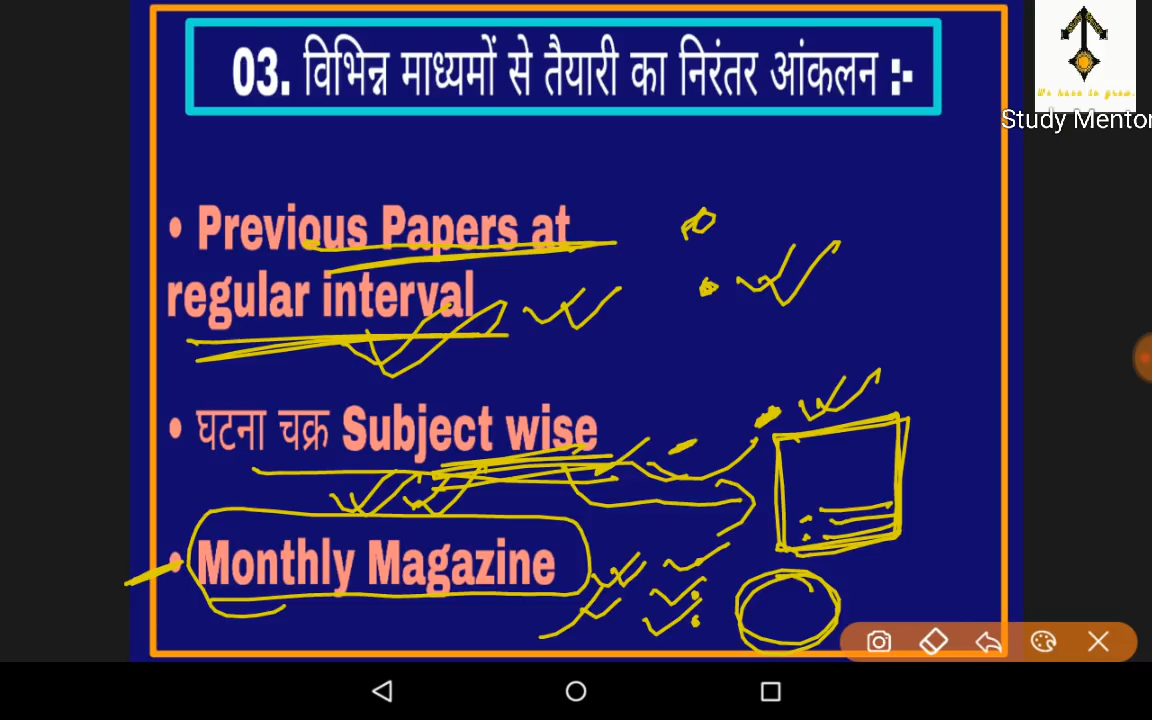 03. विभिन्न माध्यमों से तैयारी का निरंतर आंकलन :-
• Previous Papers at
regular interval
• घटना चक्र Subject wise
• Monthly Magazine
Study Mentor